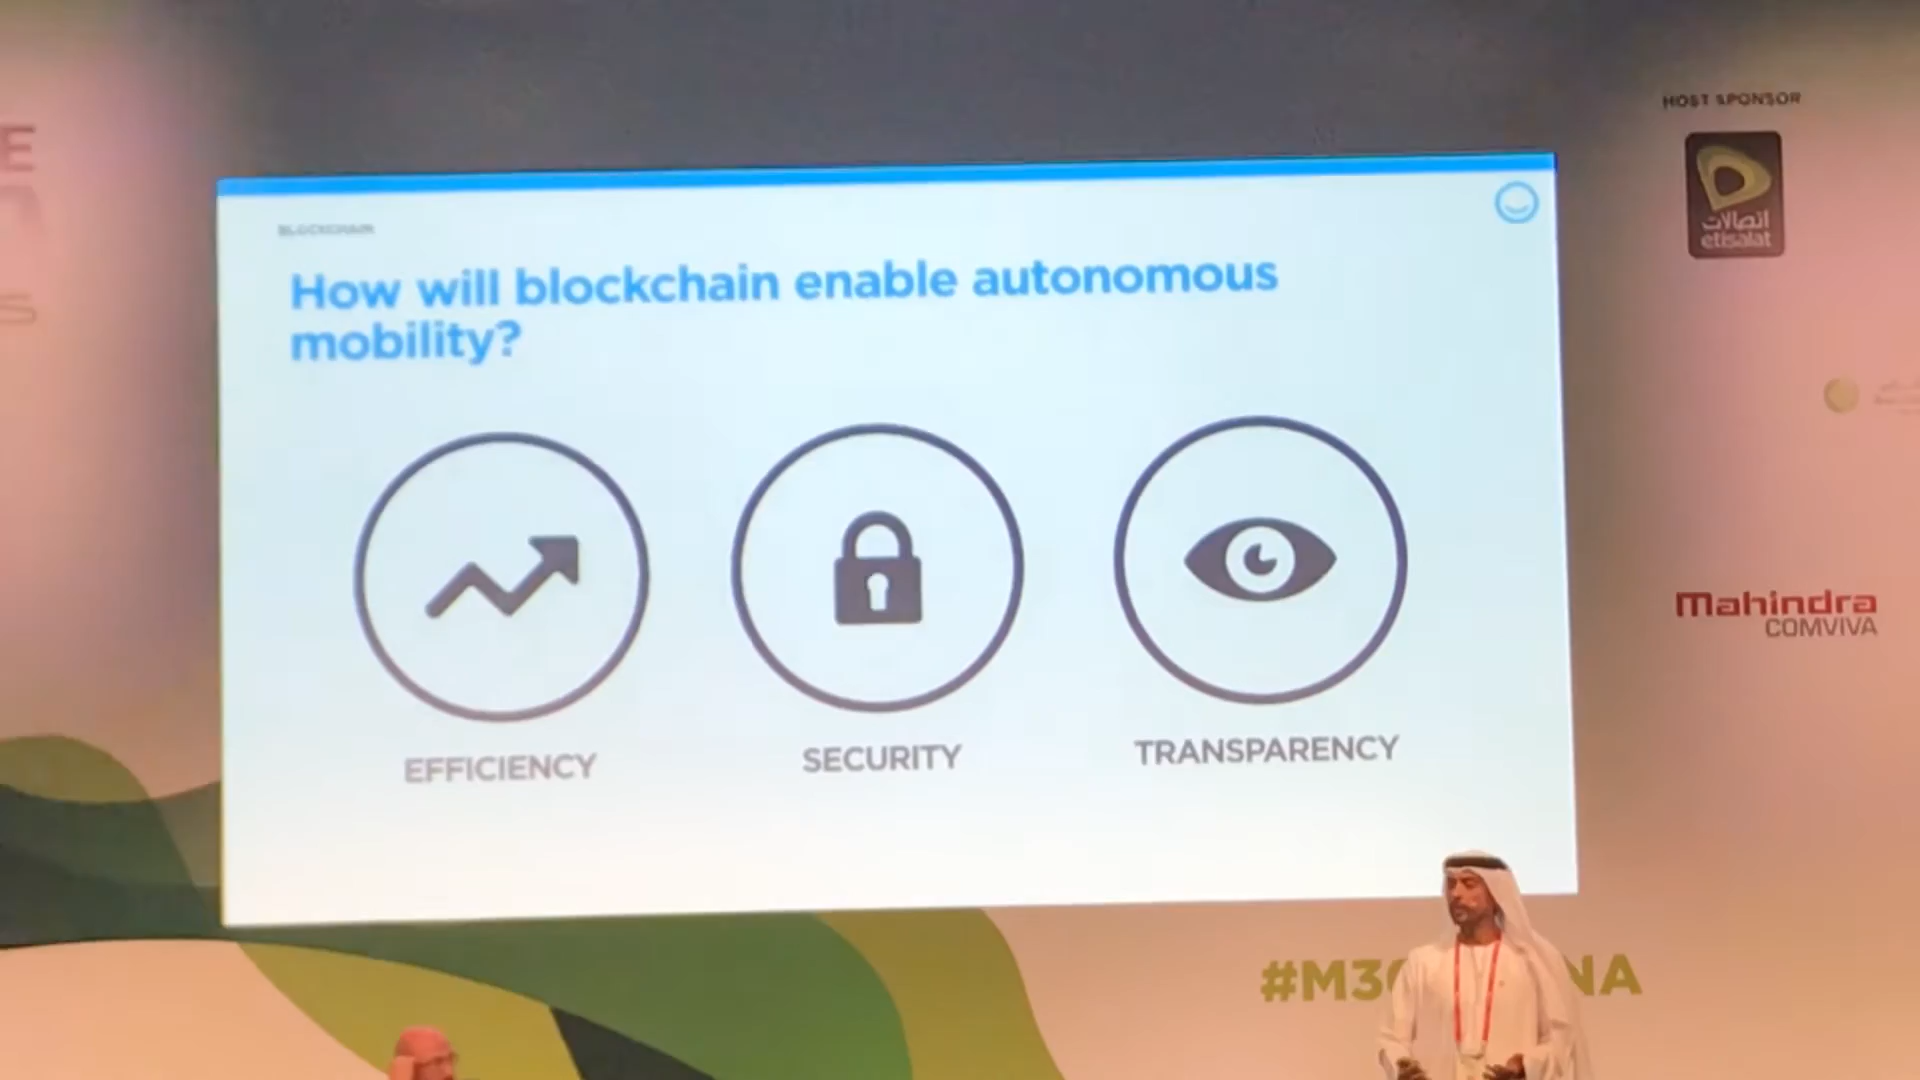 HOST SPONSOR
اتصالات
etisalat
BLOCKCHAIN
How will blockchain enable autonomous
mobility?
EFFICIENCY
SECURITY
TRANSPARENCY
Mahindra
COMVIVA